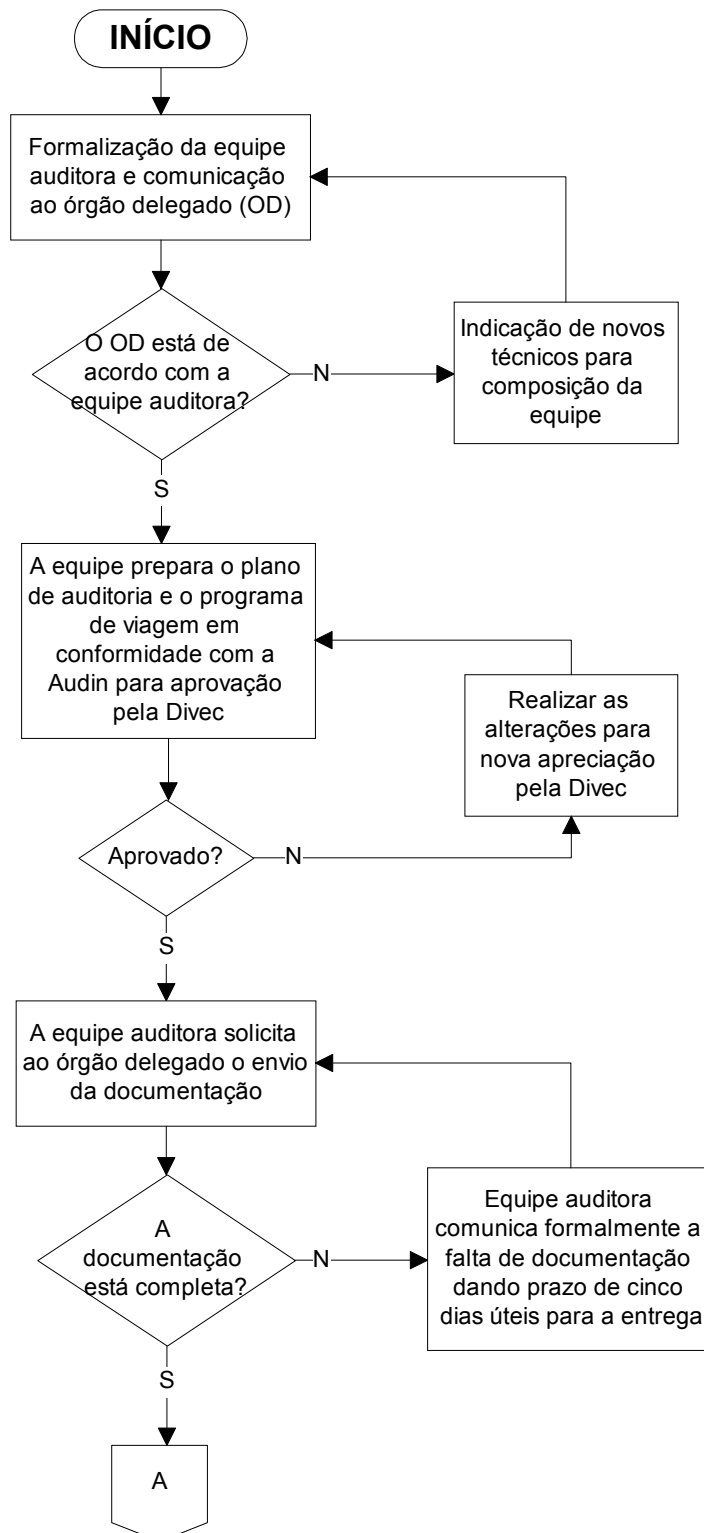 INÍCIO
Formalização da equipe
auditora e comunicação
ao órgão delegado (OD)
O OD está de
acordo com a
equipe auditora?
N
Indicação de novos
técnicos para
composição da
equipe
S
A equipe prepara o plano
de auditoria e o programa
de viagem em
conformidade com a
Audin para aprovação
pela Divec
Realizar as
alterações para
nova apreciação
pela Divec
Aprovado?
N
S
A equipe auditora solicita
ao órgão delegado o envio
da documentação
A
documentação
está completa?
N
Equipe auditora
comunica formalmente a
falta de documentação
dando prazo de cinco
dias úteis para a entrega
S
A